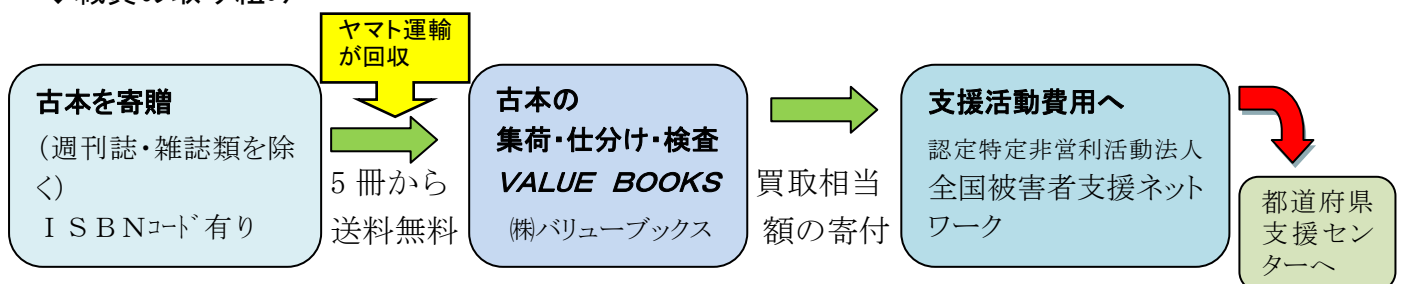 ヤマト運輸
が回収
古本を寄贈
（週刊誌・雑誌類を除
く）
ＩＳＢＮｺｰﾄﾞ有り
5 冊から
送料無料
古本の
集荷・仕分け・検査
VALUE BOOKS
㈱バリューブックス
買取相当
額の寄付
支援活動費用へ
認定特定非営利活動法人
全国被害者支援ネット
ワーク
都道府県
支援セン
ターへ